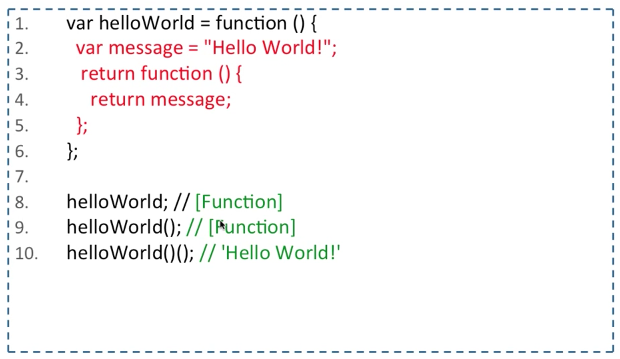 1. var helloWorld = function () {
2. var message = "Hello World!";
3. return function () {
4. return message;
5. };
6. };
7.
8. helloWorld; // [Function]
9. helloWorld(); // [Function]
10. helloWorld()(); // 'Hello World!'